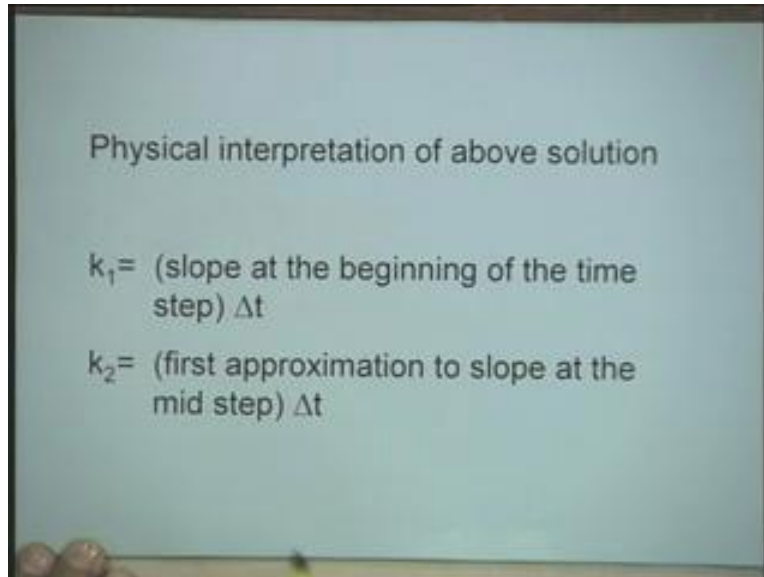 Physical interpretation of above solution
k₁= (slope at the beginning of the time
step) Δt
k₂= (first approximation to slope at the
mid step) Δt